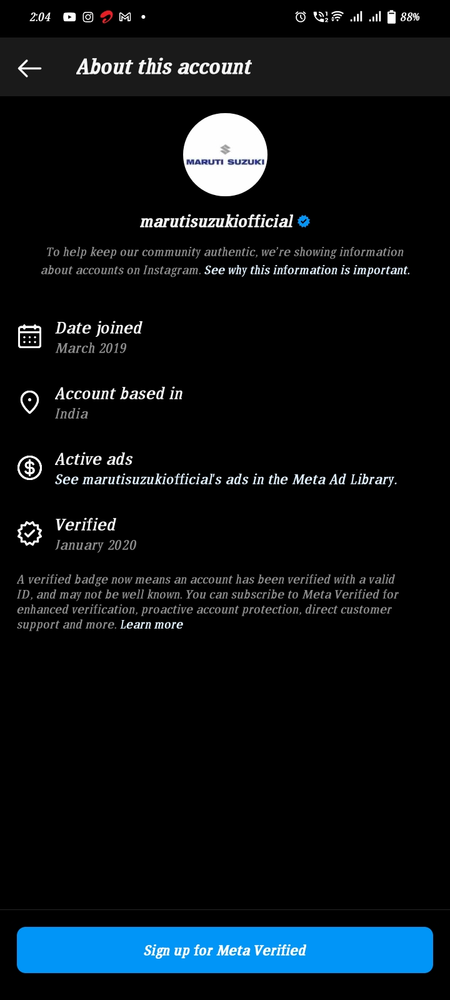 2:04 88%
About this account
MARUTI SUZUKI
marutisuzukiofficial
To help keep our community authentic, we're showing information
about accounts on Instagram. See why this information is important.
Date joined
March 2019
Account based in
India
Active ads
See marutisuzukiofficial's ads in the Meta Ad Library.
Verified
January 2020
A verified badge now means an account has been verified with a valid
ID, and may not be well known. You can subscribe to Meta Verified for
enhanced verification, proactive account protection, direct customer
support and more. Learn more
Sign up for Meta Verified